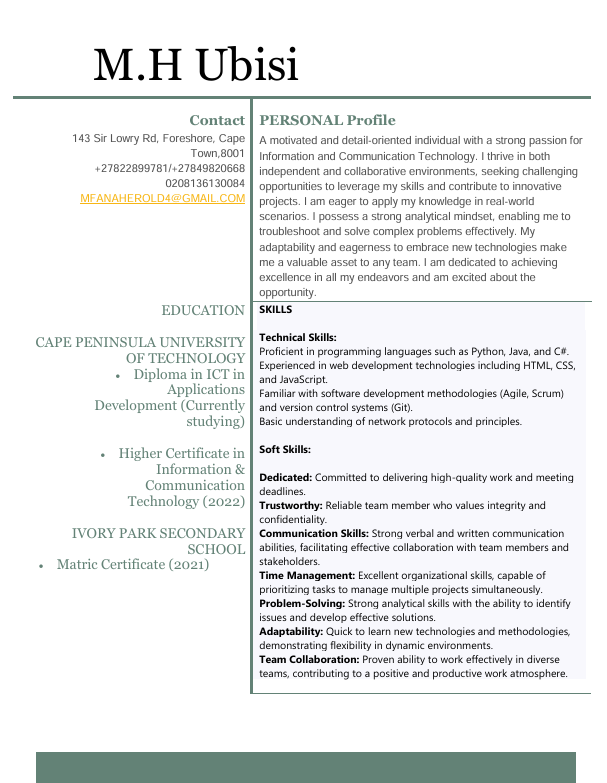 M.H Ubisi
Contact
143 Sir Lowry Rd, Foreshore, Cape
Town,8001
+27822899781/+27849820668
0208136130084
MFANAHEROLD4@GMAIL.COM
PERSONAL Profile
A motivated and detail-oriented individual with a strong passion for
Information and Communication Technology. I thrive in both
independent and collaborative environments, seeking challenging
opportunities to leverage my skills and contribute to innovative
projects. I am eager to apply my knowledge in real-world
scenarios. I possess a strong analytical mindset, enabling me to
troubleshoot and solve complex problems effectively. My
adaptability and eagerness to embrace new technologies make
me a valuable asset to any team. I am dedicated to achieving
excellence in all my endeavors and am excited about the
opportunity.
EDUCATION
CAPE PENINSULA UNIVERSITY
OF TECHNOLOGY
• Diploma in ICT in
Applications
Development (Currently
studying)
• Higher Certificate in
Information &
Communication
Technology (2022)
IVORY PARK SECONDARY
SCHOOL
• Matric Certificate (2021)
SKILLS
Technical Skills:
Proficient in programming languages such as Python, Java, and C#.
Experienced in web development technologies including HTML, CSS,
and JavaScript.
Familiar with software development methodologies (Agile, Scrum)
and version control systems (Git).
Basic understanding of network protocols and principles.
Soft Skills:
Dedicated: Committed to delivering high-quality work and meeting
deadlines.
Trustworthy: Reliable team member who values integrity and
confidentiality.
Communication Skills: Strong verbal and written communication
abilities, facilitating effective collaboration with team members and
stakeholders.
Time Management: Excellent organizational skills, capable of
prioritizing tasks to manage multiple projects simultaneously.
Problem-Solving: Strong analytical skills with the ability to identify
issues and develop effective solutions.
Adaptability: Quick to learn new technologies and methodologies,
demonstrating flexibility in dynamic environments.
Team Collaboration: Proven ability to work effectively in diverse
teams, contributing to a positive and productive work atmosphere.